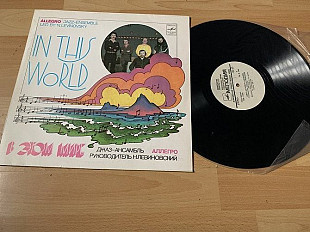 ALLEGRO JAZZ-ENSEMBLE
LED BY N.LEVINOVSKY
IN THIS
WORLD
В ЭТОМ МИРЕ
ДЖАЗ-АНСАМБЛЬ АЛЛЕГРО
РУКОВОДИТЕЛЬ Н.ЛЕВИНОВСКИЙ